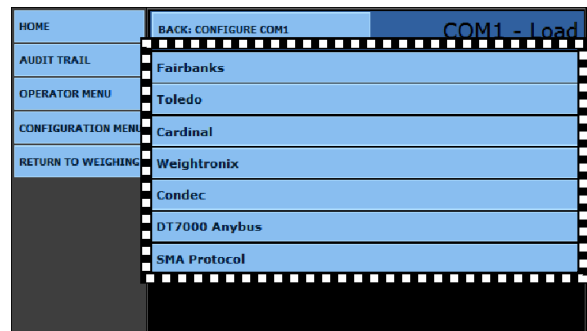 HOME
BACK: CONFIGURE COM1
COM1 - Load
AUDIT TRAIL
Fairbanks
OPERATOR MENU
Toledo
CONFIGURATION MENU
Cardinal
RETURN TO WEIGHING
Weightronix
Condec
DT7000 Anybus
SMA Protocol